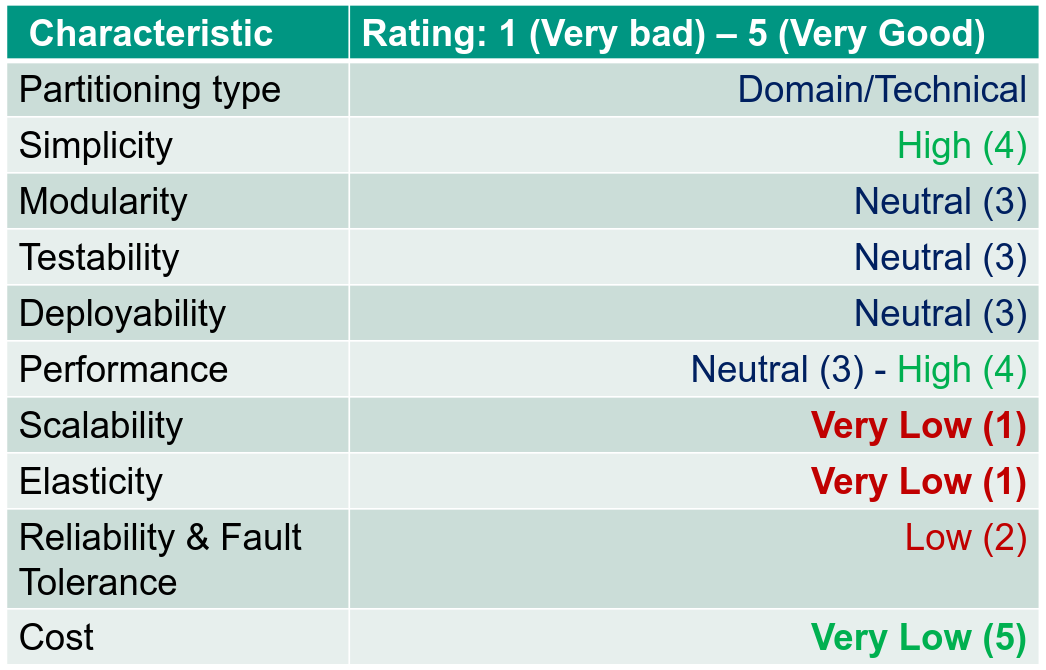 Characteristic Rating: 1 (Very bad) – 5 (Very Good)
Partitioning type Domain/Technical
Simplicity High (4)
Modularity Neutral (3)
Testability Neutral (3)
Deployability Neutral (3)
Performance Neutral (3) - High (4)
Scalability Very Low (1)
Elasticity Very Low (1)
Reliability & Fault Low (2)
Tolerance
Cost Very Low (5)